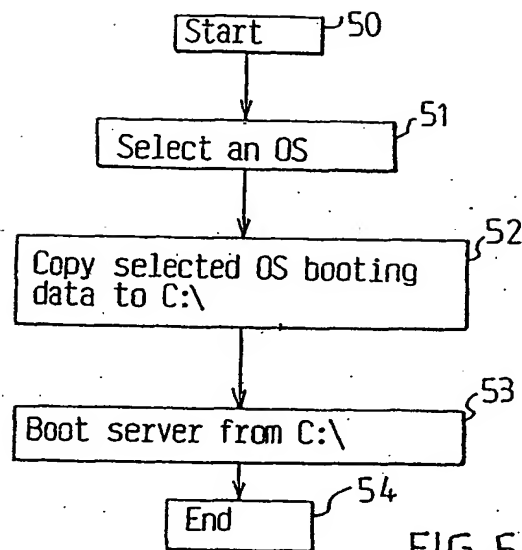 Start
50
Select an OS
51
Copy selected OS booting
data to C:\
52
Boot server from C:\
53
End
54
FIG 5